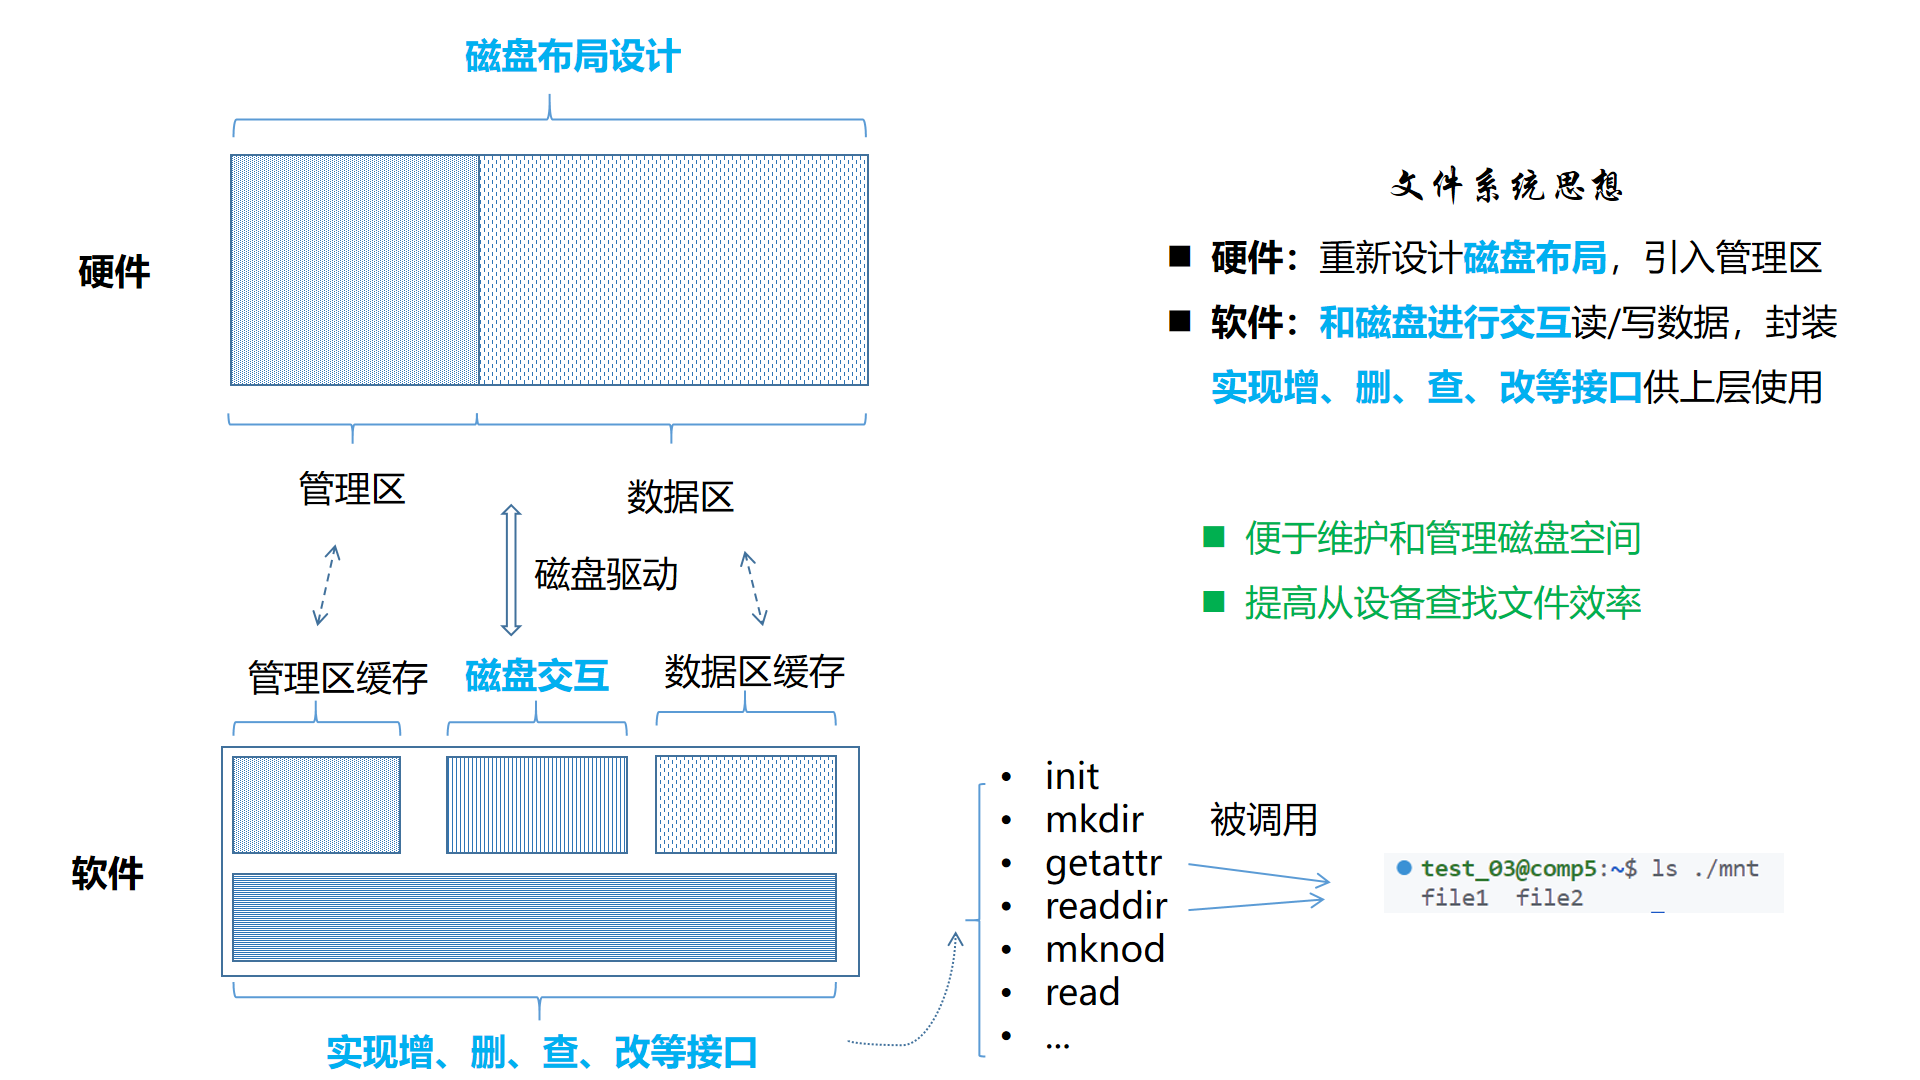 磁盘布局设计
硬件
管理区
数据区
磁盘驱动
管理区缓存
磁盘交互
数据区缓存
软件
实现增、删、查、改等接口
文件系统思想
■ 硬件：重新设计磁盘布局，引入管理区
■ 软件：和磁盘进行交互读/写数据，封装
实现增、删、查、改等接口供上层使用
■ 便于维护和管理磁盘空间
■ 提高从设备查找文件效率
• init
• mkdir
• getattr
• readdir
• mknod
• read
• ...
被调用
test_03@comp5:~$ ls ./mnt
file1 file2